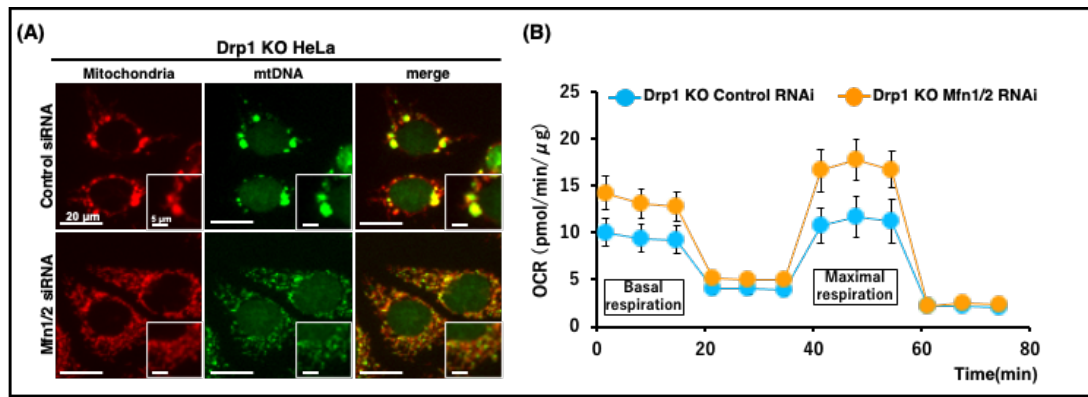 (A)
Drp1 KO HeLa
Mitochondria mtDNA merge
Control siRNA
20 μm
5 μm
Mfn1/2 siRNA
(B)
Drp1 KO Control RNAi Drp1 KO Mfn1/2 RNAi
OCR (pmol/min/μg)
25
20
15
10
5
0
Basal
respiration
Maximal
respiration
0 20 40 60 80
Time(min)